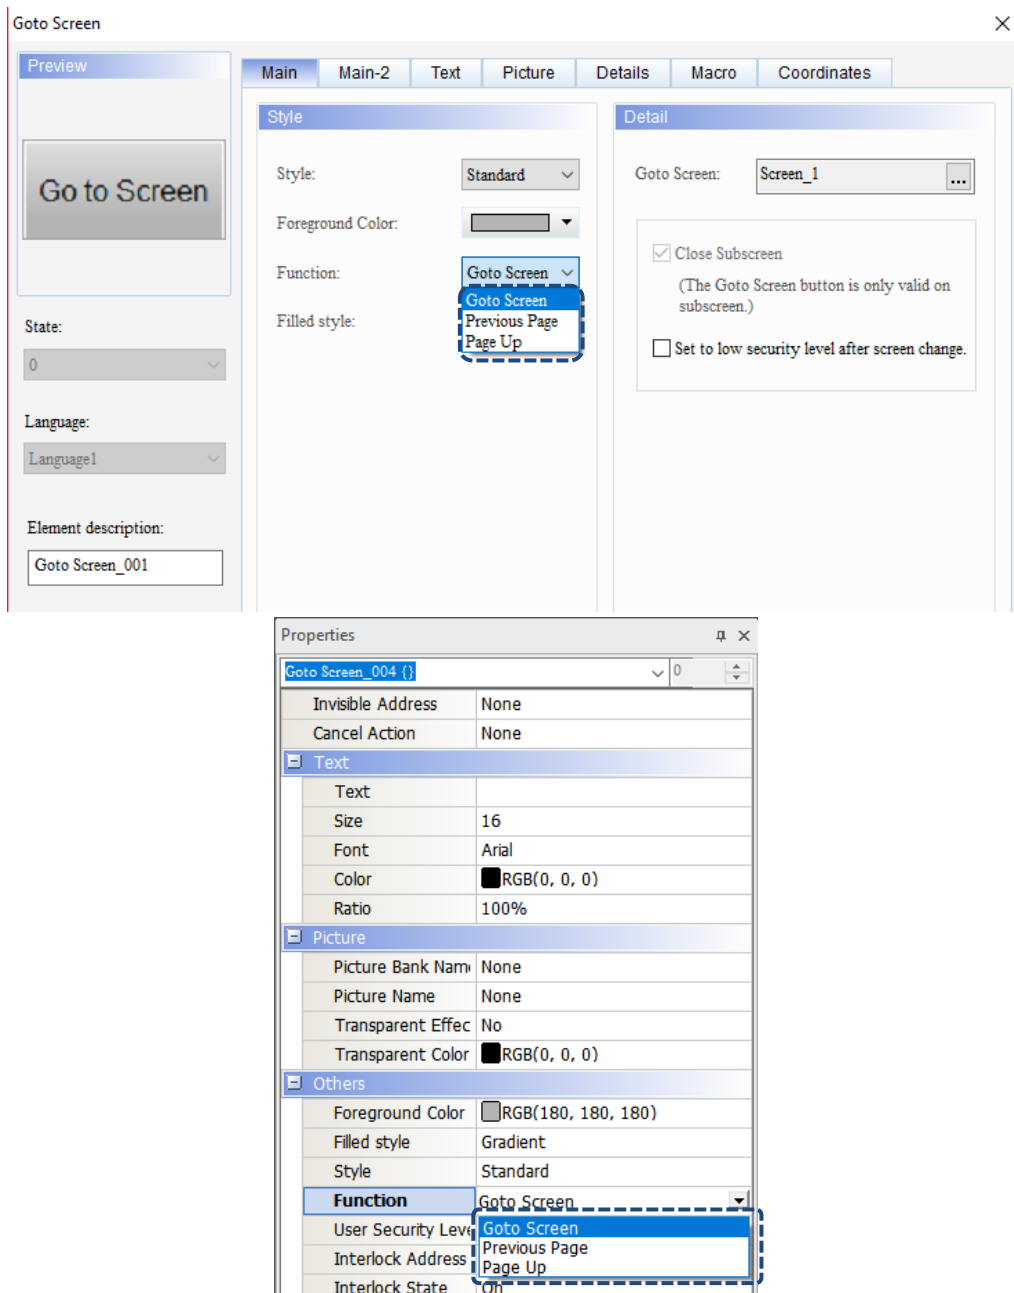 Goto Screen
Preview
Go to Screen
State:
0
Language:
Language1
Element description:
Goto Screen_001
Main Main-2 Text Picture Details Macro Coordinates
Style
Style: Standard
Foreground Color:
Function: Goto Screen
Goto Screen
Previous Page
Page Up
Filled style:
Detail
Goto Screen: Screen_1 ...
Close Subscreen
(The Goto Screen button is only valid on
subscreen.)
Set to low security level after screen change.
Properties
Goto Screen_004 {} 0
Invisible Address None
Cancel Action None
Text
Text
Size 16
Font Arial
Color RGB(0, 0, 0)
Ratio 100%
Picture
Picture Bank Nam None
Picture Name None
Transparent Effec No
Transparent Color RGB(0, 0, 0)
Others
Foreground Color RGB(180, 180, 180)
Filled style Gradient
Style Standard
Function Goto Screen
User Security Leve Goto Screen
Previous Page
Interlock Address
Page Up
Interlock State On